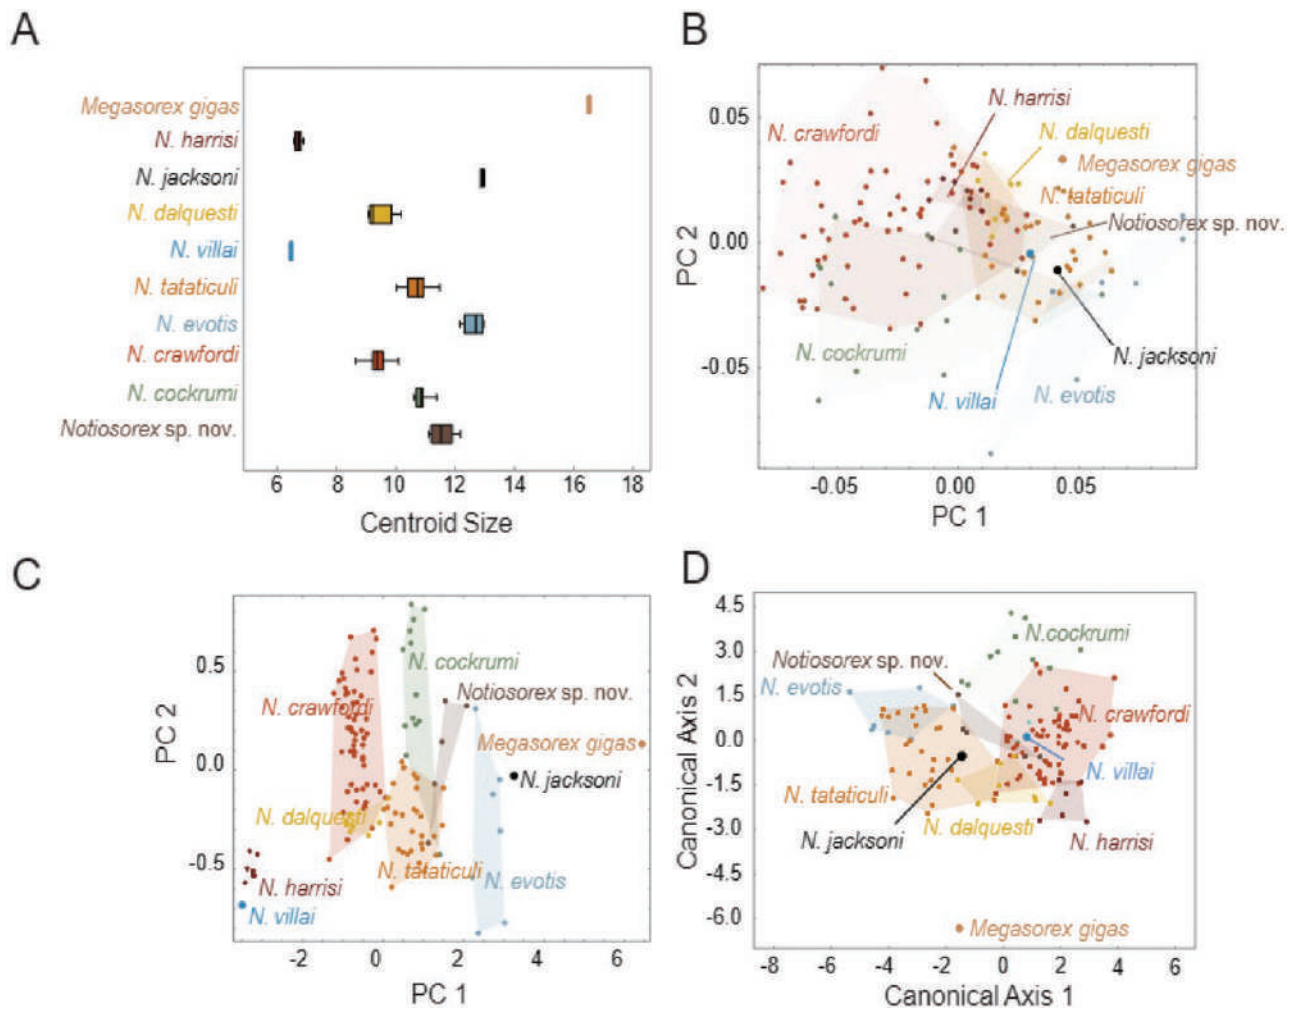 A
Megasorex gigas
N. harrisi
N. jacksoni
N. dalquesti
N. villai
N. tataticuli
N. evotis
N. crawfordi
N. cockrumi
Notiosorex sp. nov.
6 8 10 12 14 16 18
Centroid Size
B
PC 2
0.05
0.00
-0.05
N. harrisi
N. crawfordi
N. dalquesti
Megasorex gigas
N. tataticuli
Notiosorex sp. nov.
N. cockrumi
N. jacksoni
N. villai
N. evotis
-0.05 0.00 0.05
PC 1
C
PC 2
0.5
0.0
-0.5
N. cockrumi
Notiosorex sp. nov.
N. crawfordi
Megasorex gigas
N. jacksoni
N. dalquesti
N. tataticuli
N. evotis
N. harrisi
N. villai
-2 0 2 4 6
PC 1
D
Canonical Axis 2
4.5
3.0
1.5
0.0
-1.5
-3.0
-4.5
-6.0
N.cockrumi
Notiosorex sp. nov.
N. evotis
N. crawfordi
N. villai
N. tataticuli
N. dalquesti
N. jacksoni
N. harrisi
Megasorex gigas
-8 -6 -4 -2 0 2 4 6
Canonical Axis 1